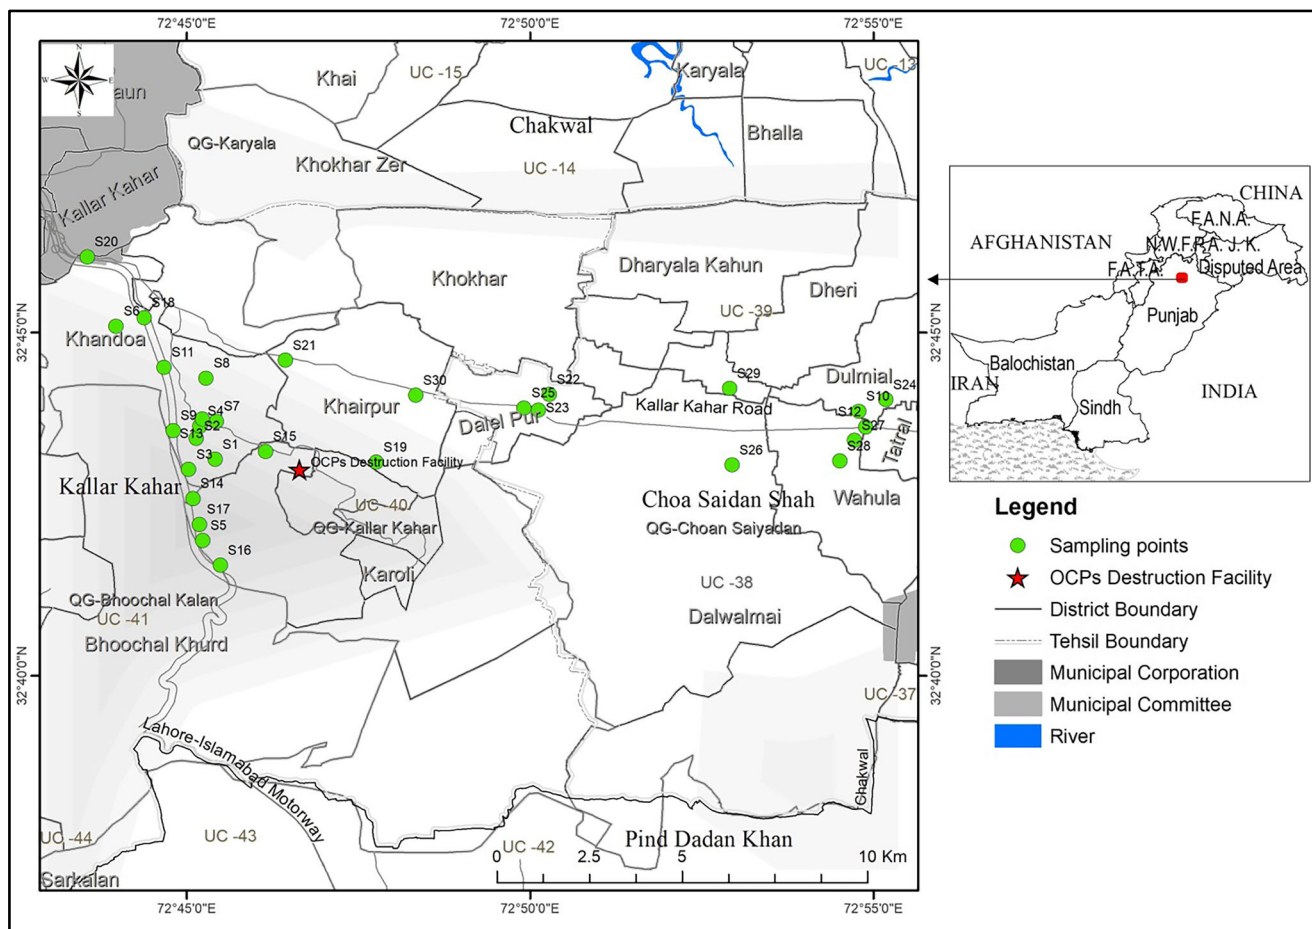 72°45'0"E
72°50'0"E
72°55'0"E
N
W
E
S
aun
Khai
UC -15
Karyala
UC -13
Chakwal
QG-Karyala
Bhalla
Khokhar Zer
UC -14
Kallar Kahar
S20
Khokhar
Dharyala Kahun
Dheri
UC -39
S6
S18
Khandoa
32°45'0"N
32°45'0"N
S11
S8
S21
S30
S25
S22
S29
Dulmial
S24
S10
S9
S4
S7
S2
Khairpur
Dalel Pur
S23
Kallar Kahar Road
S12
S27
S13
S1
S15
S19
S28
Tatral
S3
OCPs Destruction Facility
S26
Kallar Kahar
S14
UC -40
Choa Saidan Shah
Wahula
S17
QG-Kallar Kahar
QG-Choan Saiyadan
S5
S16
Karoli
UC -38
QG-Bhoochal Kalan
UC -41
Dalwalmai
Bhoochal Khurd
32°40'0"N
32°40'0"N
UC -37
Lahore-Islamabad Motorway
Chakwal
UC -44
UC -43
UC -42
Pind Dadan Khan
0 2.5 5 10 Km
Sarkalan
72°45'0"E
72°50'0"E
72°55'0"E
CHINA
F.A.N.A.
AFGHANISTAN
N.W.F.P.
A.J.K.
F.A.T.A.
Disputed Area
Punjab
Balochistan
IRAN
INDIA
Sindh
Legend
Sampling points
OCPs Destruction Facility
District Boundary
Tehsil Boundary
Municipal Corporation
Municipal Committee
River